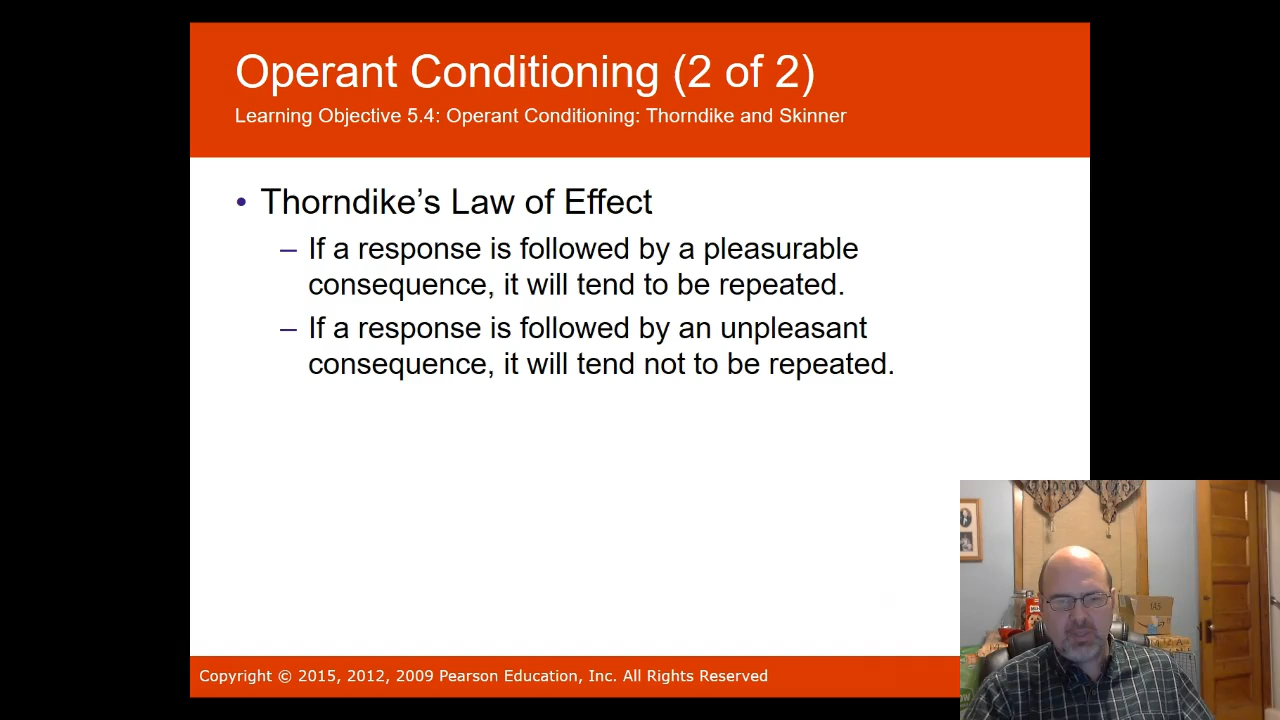 Operant Conditioning (2 of 2)
Learning Objective 5.4: Operant Conditioning: Thorndike and Skinner
• Thorndike’s Law of Effect
– If a response is followed by a pleasurable
consequence, it will tend to be repeated.
– If a response is followed by an unpleasant
consequence, it will tend not to be repeated.
Copyright © 2015, 2012, 2009 Pearson Education, Inc. All Rights Reserved